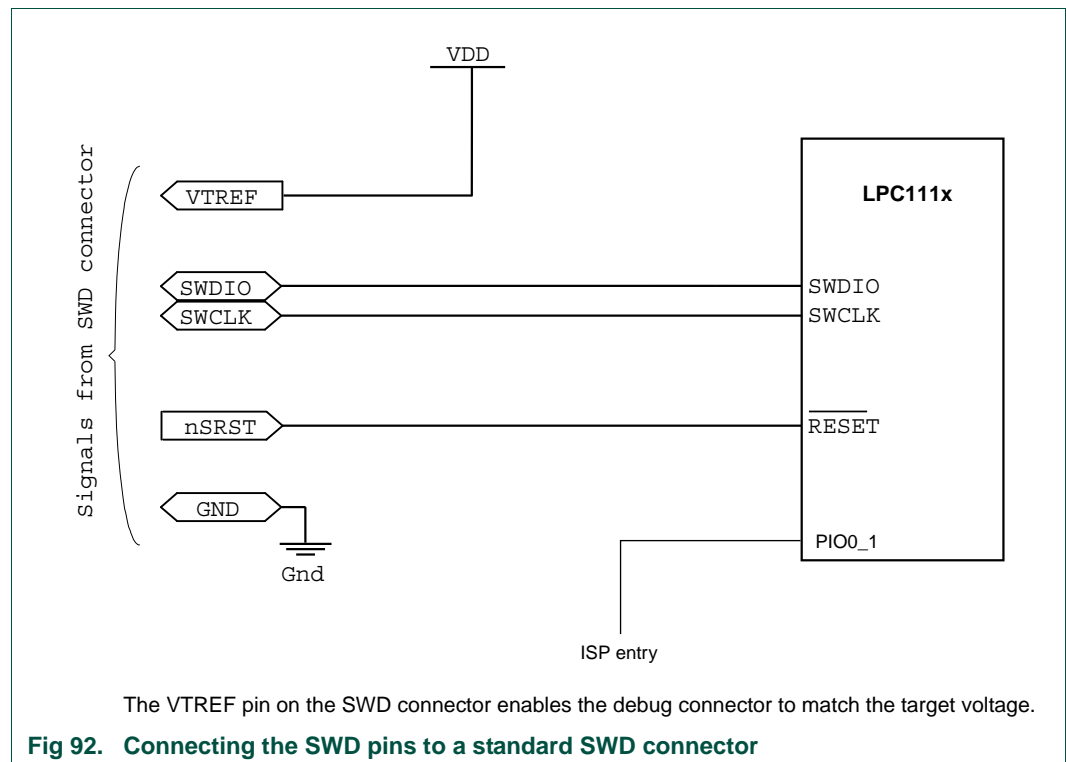 VDD
Signals from SWD connector
VTREF
LPC111x
SWDIO
SWDIO
SWCLK
SWCLK
nSRST
RESET
GND
Gnd
PIO0_1
ISP entry
The VTREF pin on the SWD connector enables the debug connector to match the target voltage.
Fig 92. Connecting the SWD pins to a standard SWD connector